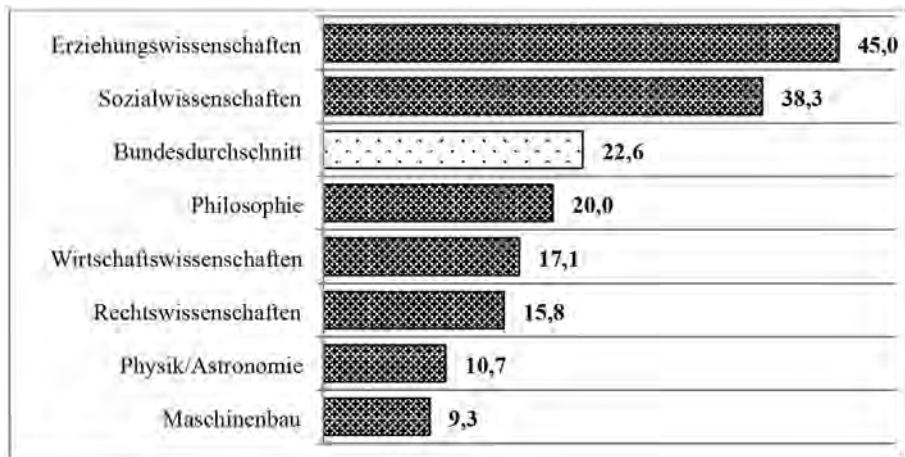 Erziehungswissenschaften 45,0
Sozialwissenschaften 38,3
Bundesdurchschnitt 22,6
Philosophie 20,0
Wirtschaftswissenschaften 17,1
Rechtswissenschaften 15,8
Physik/Astronomie 10,7
Maschinenbau 9,3